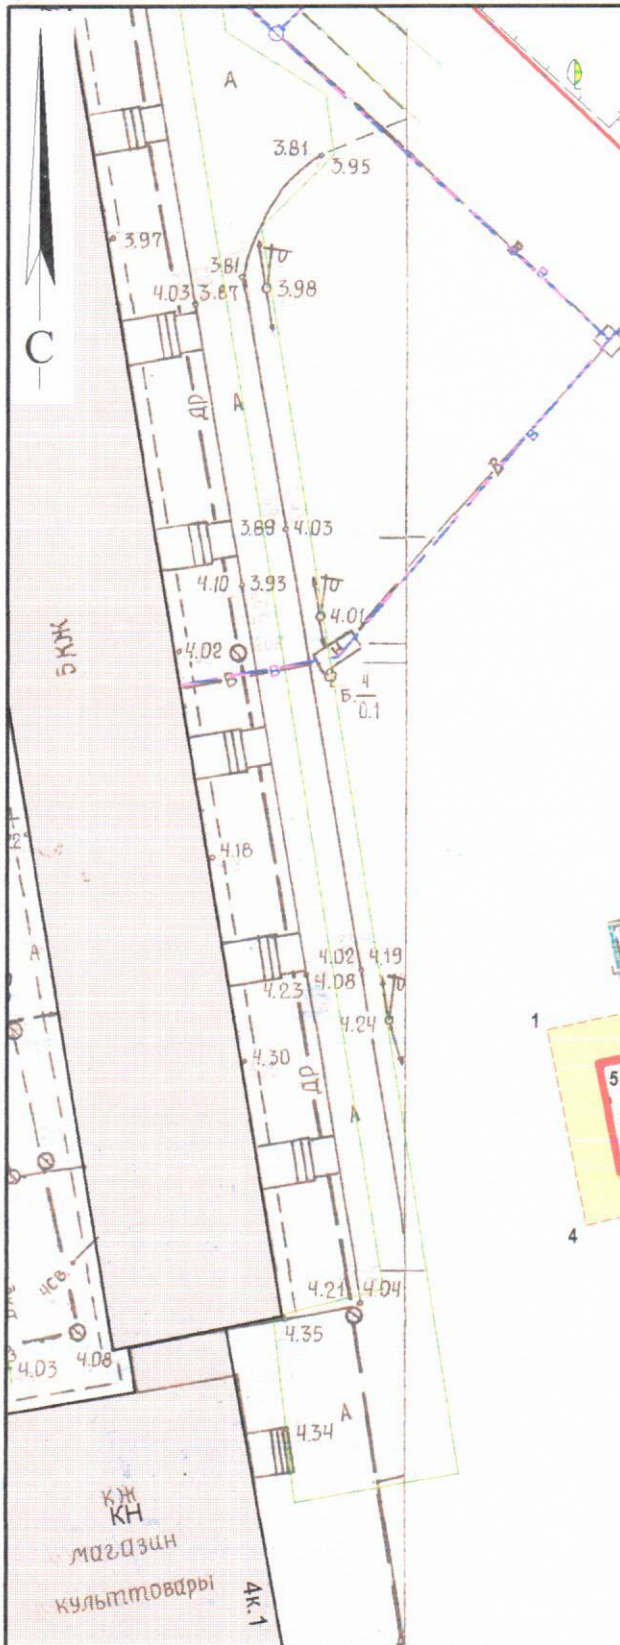 А
3.81
3.95
3.97
3.81
4.03 3.87
3.98
С
ДР
А
В
В
3.89 4.03
В
В
4.10 3.93
4.01
4.02
5 КЖ
Б В
Н
Б. 4
0.1
4.18
А
4.02 4.19
4.23 4.08
4.24
1
4.30
ДР
5
А
4
4СВ.
4.21 4.04
4.35
4.03 4.08
А
4.34
КЖ
КН
магазин
культтовары
4к.1